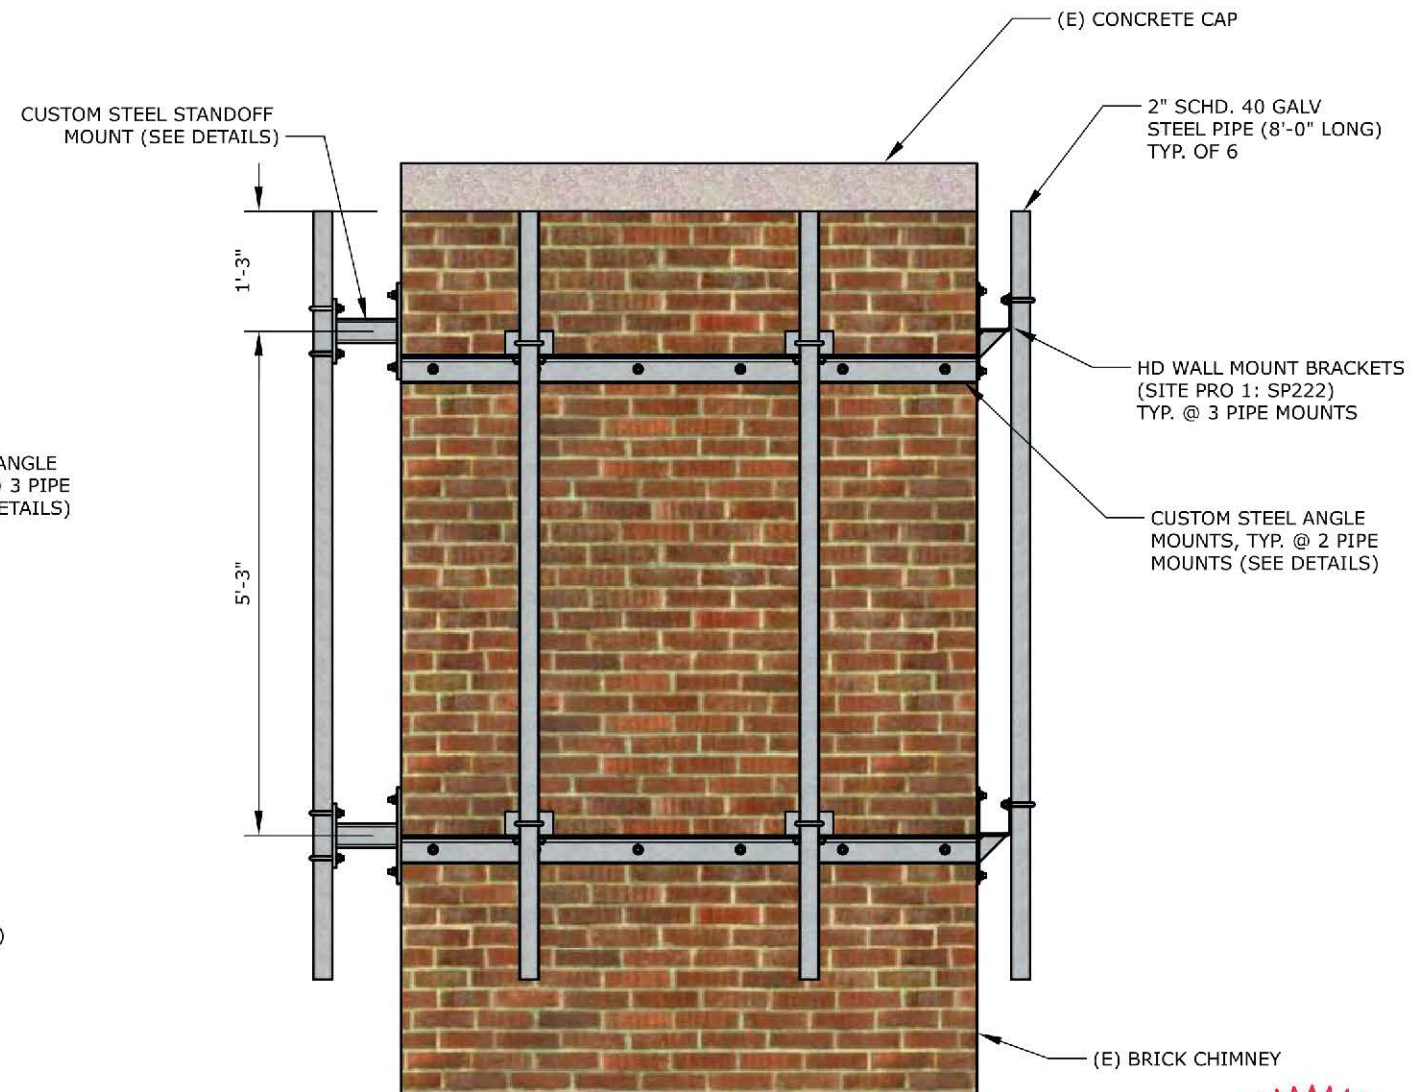 (E) CONCRETE CAP
CUSTOM STEEL STANDOFF
MOUNT (SEE DETAILS)
2" SCHD. 40 GALV
STEEL PIPE (8'-0" LONG)
TYP. OF 6
1'-3"
HD WALL MOUNT BRACKETS
(SITE PRO 1: SP222)
TYP. @ 3 PIPE MOUNTS
ANGLE
3 PIPE
ETAILS)
CUSTOM STEEL ANGLE
MOUNTS, TYP. @ 2 PIPE
MOUNTS (SEE DETAILS)
5'-3"
)
(E) BRICK CHIMNEY